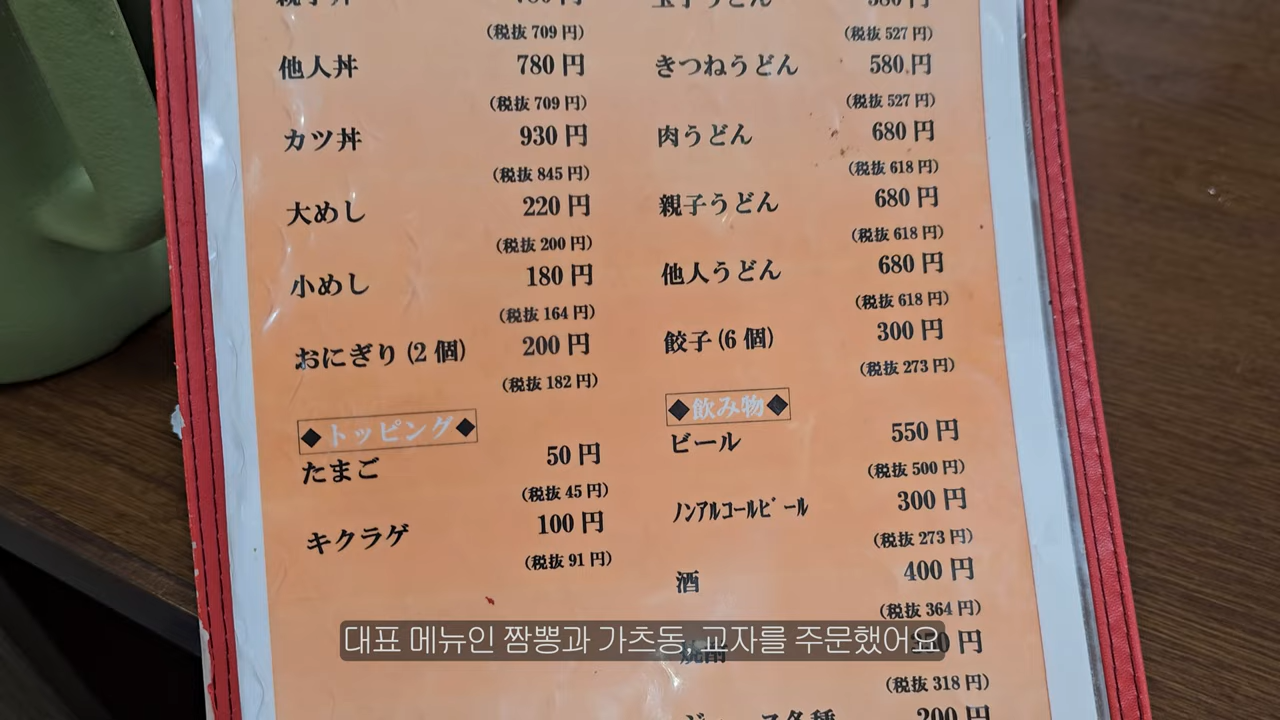 (税抜 709 円)
他人丼 780 円
(税抜 709 円)
カツ丼 930 円
(税抜 845 円)
大めし 220 円
(税抜 200 円)
小めし 180 円
(税抜 164 円)
おにぎり (2 個) 200 円
(税抜 182 円)
◆トッピング◆
たまご 50 円
(税抜 45 円)
キクラゲ 100 円
(税抜 91 円)
玉子うどん 580 円
(税抜 527 円)
きつねうどん 580 円
(税抜 527 円)
肉うどん 680 円
(税抜 618 円)
親子うどん 680 円
(税抜 618 円)
他人うどん 680 円
(税抜 618 円)
餃子 (6 個) 300 円
(税抜 273 円)
◆飲み物◆
ビール 550 円
(税抜 500 円)
ﾉﾝｱﾙｺｰﾙﾋﾞｰﾙ 300 円
(税抜 273 円)
酒 400 円
(税抜 364 円)
円
(税抜 318 円)
200 円
대표 메뉴인 짬뽕과 가츠동, 교자를 주문했어요